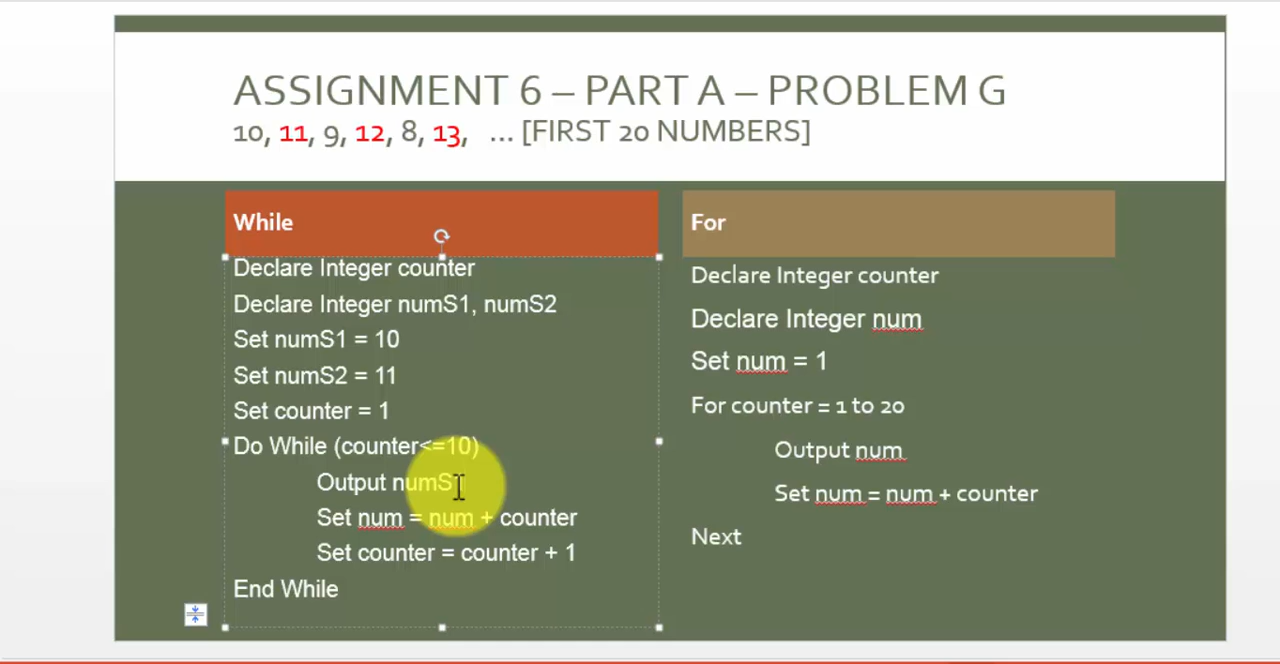 ASSIGNMENT 6 – PART A – PROBLEM G
10, 11, 9, 12, 8, 13, ... [FIRST 20 NUMBERS]
While
Declare Integer counter
Declare Integer numS1, numS2
Set numS1 = 10
Set numS2 = 11
Set counter = 1
Do While (counter<=10)
Output numS
Set num = num + counter
Set counter = counter + 1
End While
For
Declare Integer counter
Declare Integer num
Set num = 1
For counter = 1 to 20
Output num
Set num = num + counter
Next